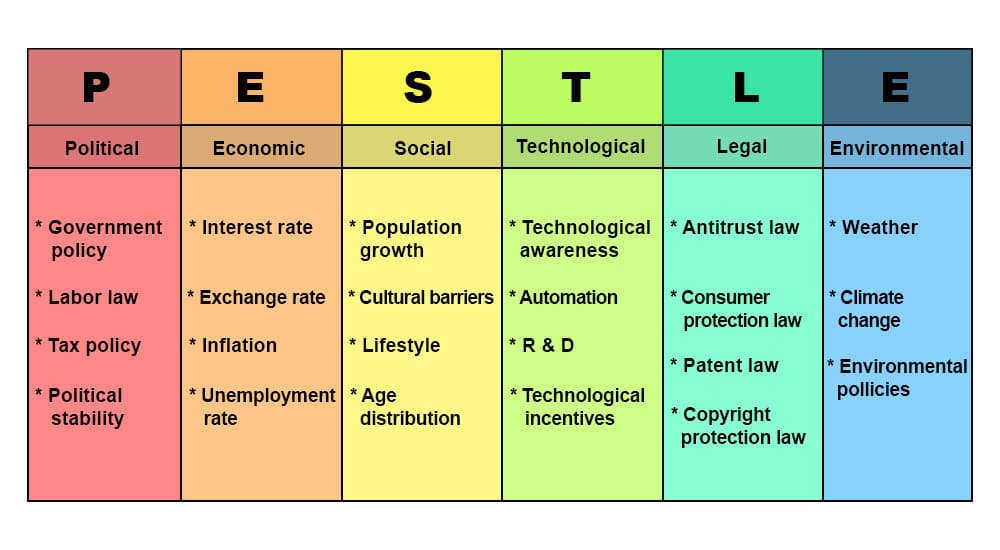 P
E
S
T
L
E
Political
Economic
Social
Technological
Legal
Environmental
* Government
policy
* Labor law
* Tax policy
* Political
stability
* Interest rate
* Exchange rate
* Inflation
* Unemployment
rate
* Population
growth
* Cultural barriers
* Lifestyle
* Age
distribution
* Technological
awareness
* Automation
* R & D
* Technological
incentives
* Antitrust law
* Consumer
protection law
* Patent law
* Copyright
protection law
* Weather
* Climate
change
* Environmental
pollicies